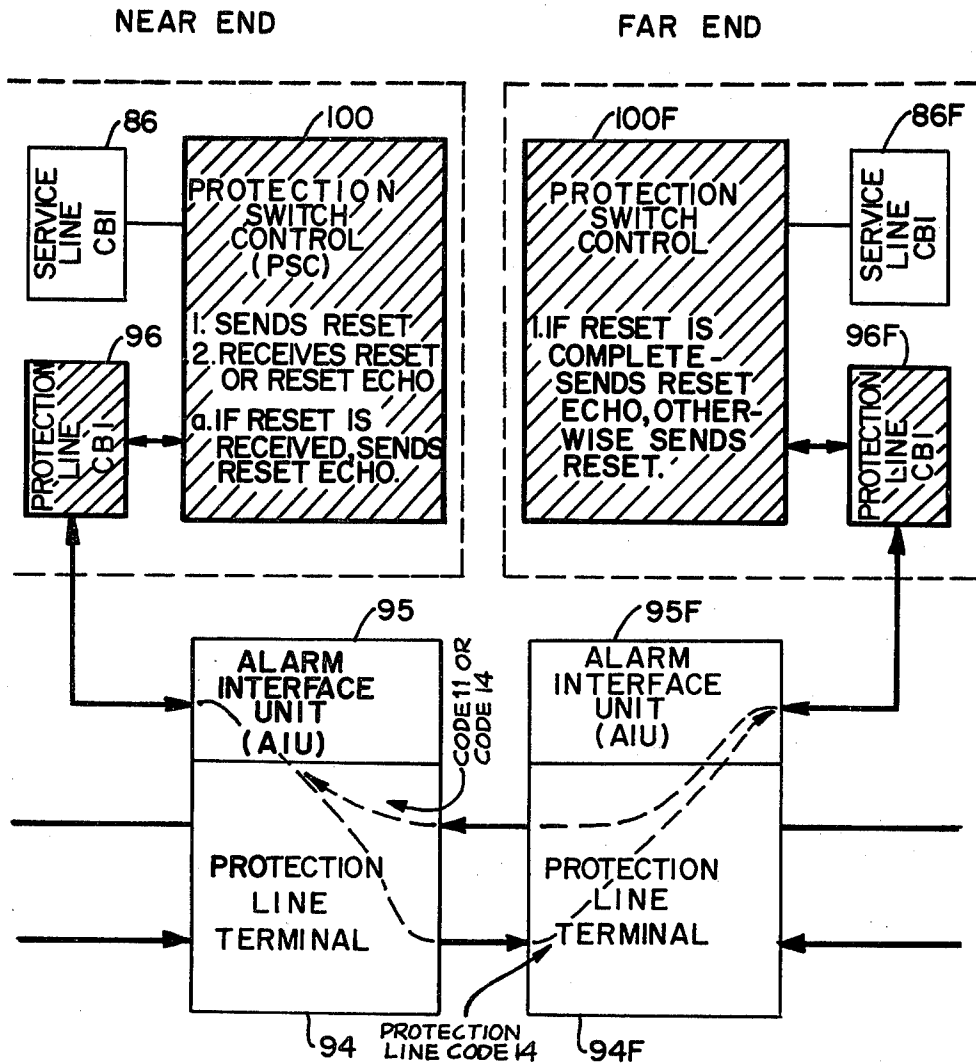 NEAR END
FAR END
86
100
100F
86F
SERVICE
LINE
CBI
PROTECTION
SWITCH
CONTROL
(PSC)
1. SENDS RESET
2. RECEIVES RESET
OR RESET ECHO
a. IF RESET IS
RECEIVED, SENDS
RESET ECHO.
PROTECTION
SWITCH
CONTROL
1. IF RESET IS
COMPLETE-
SENDS RESET
ECHO, OTHER-
WISE SENDS
RESET.
SERVICE
LINE
CBI
96
PROTECTION
LINE
CBI
96F
PROTECTION
LINE
CBI
95
95F
ALARM
INTERFACE
UNIT
(AIU)
CODE 11 OR
CODE 14
ALARM
INTERFACE
UNIT
(AIU)
PROTECTION
LINE
TERMINAL
PROTECTION
LINE
TERMINAL
94
PROTECTION
LINE CODE 14
94F